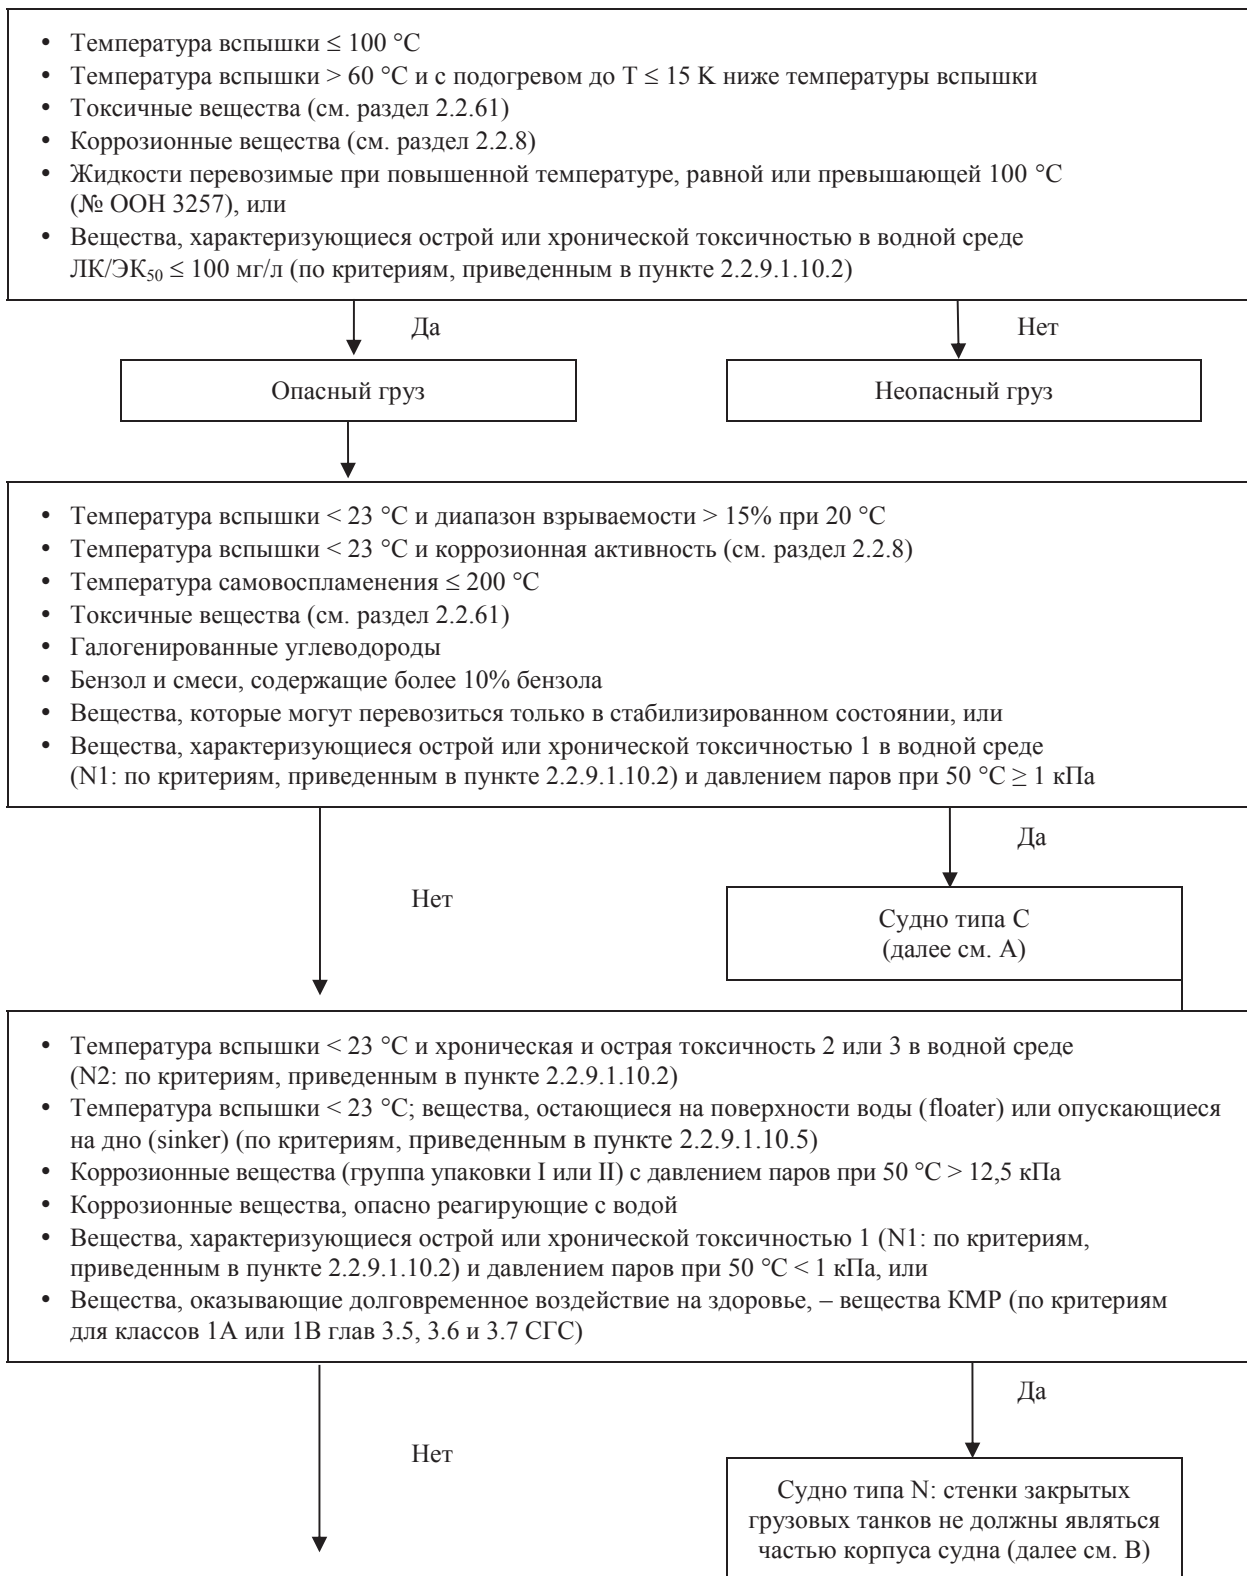 • Температура вспышки ≤ 100 °C
• Температура вспышки > 60 °C и с подогревом до T ≤ 15 K ниже температуры вспышки
• Токсичные вещества (см. раздел 2.2.61)
• Коррозионные вещества (см. раздел 2.2.8)
• Жидкости перевозимые при повышенной температуре, равной или превышающей 100 °C
(№ ООН 3257), или
• Вещества, характеризующиеся острой или хронической токсичностью в водной среде
ЛК/ЭК₅₀ ≤ 100 мг/л (по критериям, приведенным в пункте 2.2.9.1.10.2)
Да
Нет
Опасный груз
Неопасный груз
• Температура вспышки < 23 °C и диапазон взрываемости > 15% при 20 °C
• Температура вспышки < 23 °C и коррозионная активность (см. раздел 2.2.8)
• Температура самовоспламенения ≤ 200 °C
• Токсичные вещества (см. раздел 2.2.61)
• Галогенированные углеводороды
• Бензол и смеси, содержащие более 10% бензола
• Вещества, которые могут перевозиться только в стабилизированном состоянии, или
• Вещества, характеризующиеся острой или хронической токсичностью 1 в водной среде
(N1: по критериям, приведенным в пункте 2.2.9.1.10.2) и давлением паров при 50 °C ≥ 1 кПа
Да
Нет
Судно типа C
(далее см. A)
• Температура вспышки < 23 °C и хроническая и острая токсичность 2 или 3 в водной среде
(N2: по критериям, приведенным в пункте 2.2.9.1.10.2)
• Температура вспышки < 23 °C; вещества, остающиеся на поверхности воды (floater) или опускающиеся
на дно (sinker) (по критериям, приведенным в пункте 2.2.9.1.10.5)
• Коррозионные вещества (группа упаковки I или II) с давлением паров при 50 °C > 12,5 кПа
• Коррозионные вещества, опасно реагирующие с водой
• Вещества, характеризующиеся острой или хронической токсичностью 1 (N1: по критериям,
приведенным в пункте 2.2.9.1.10.2) и давлением паров при 50 °C < 1 кПа, или
• Вещества, оказывающие долговременное воздействие на здоровье, – вещества КМР (по критериям
для классов 1A или 1B глав 3.5, 3.6 и 3.7 СГС)
Да
Нет
Судно типа N: стенки закрытых
грузовых танков не должны являться
частью корпуса судна (далее см. B)